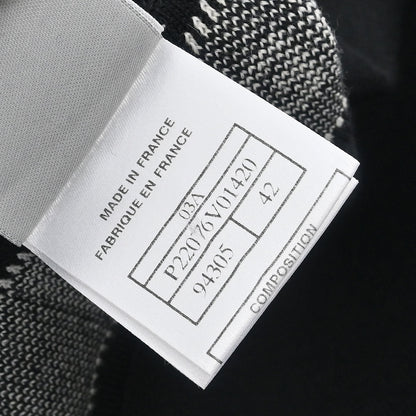 MADE IN FRANCE
FABRIQUE EN FRANCE
03A
P22076V01420
94305 42
COMPOSITION